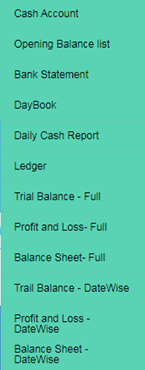 Cash Account
Opening Balance list
Bank Statement
DayBook
Daily Cash Report
Ledger
Trial Balance - Full
Profit and Loss- Full
Balance Sheet- Full
Trail Balance - DateWise
Profit and Loss -
DateWise
Balance Sheet -
DateWise